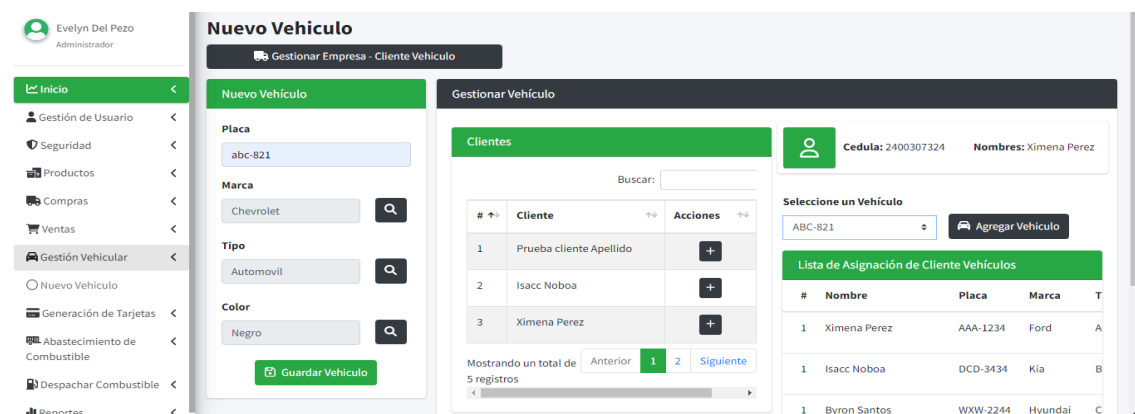 Evelyn Del Pezo
Administrador
Inicio
Gestión de Usuario
Seguridad
Productos
Compras
Ventas
Gestión Vehicular
Nuevo Vehiculo
Generación de Tarjetas
Abastecimiento de
Combustible
Despachar Combustible
Reportes
Nuevo Vehiculo
Gestionar Empresa - Cliente Vehiculo
Nuevo Vehículo
Placa
abc-821
Marca
Chevrolet
Tipo
Automovil
Color
Negro
Guardar Vehiculo
Gestionar Vehículo
Clientes
Buscar:
# Cliente Acciones
1 Prueba cliente Apellido +
2 Isacc Noboa +
3 Ximena Perez +
Mostrando un total de
5 registros
Anterior 1 2 Siguiente
Cedula: 2400307324 Nombres: Ximena Perez
Seleccione un Vehículo
ABC-821 Agregar Vehiculo
Lista de Asignación de Cliente Vehículos
# Nombre Placa Marca T
1 Ximena Perez AAA-1234 Ford A
1 Isacc Noboa DCD-3434 Kia B
1 Byron Santos WXW-2244 Hyundai C